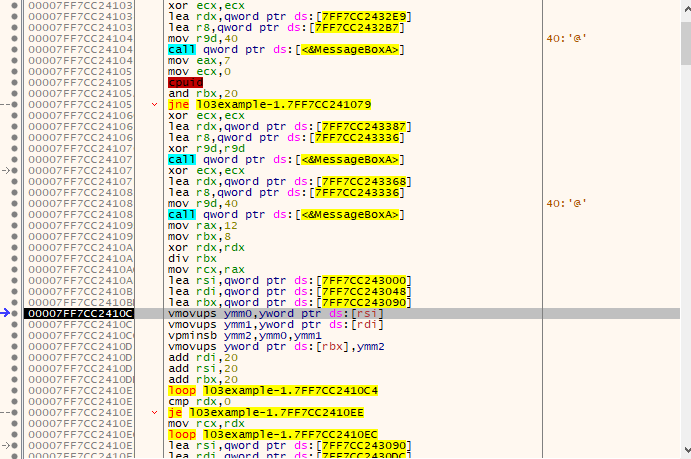 00007FF7CC24103 xor ecx,ecx
00007FF7CC24103 lea rdx,qword ptr ds:[7FF7CC2432E9]
00007FF7CC24103 lea r8,qword ptr ds:[7FF7CC2432B7]
00007FF7CC24104 mov r9d,40 40:'@'
00007FF7CC24104 call qword ptr ds:[<&MessageBoxA>]
00007FF7CC24105 mov eax,7
00007FF7CC24105 mov ecx,0
00007FF7CC24105 cpuid
00007FF7CC24105 and rbx,20
00007FF7CC24105 jne l03example-1.7FF7CC241079
00007FF7CC24106 xor ecx,ecx
00007FF7CC24106 lea rdx,qword ptr ds:[7FF7CC243387]
00007FF7CC24106 lea r8,qword ptr ds:[7FF7CC243336]
00007FF7CC24107 xor r9d,r9d
00007FF7CC24107 call qword ptr ds:[<&MessageBoxA>]
00007FF7CC24107 xor ecx,ecx
00007FF7CC24107 lea rdx,qword ptr ds:[7FF7CC243368]
00007FF7CC24108 lea r8,qword ptr ds:[7FF7CC243336]
00007FF7CC24108 mov r9d,40 40:'@'
00007FF7CC24108 call qword ptr ds:[<&MessageBoxA>]
00007FF7CC24109 mov rax,12
00007FF7CC24109 mov rbx,8
00007FF7CC2410A xor rdx,rdx
00007FF7CC2410A div rbx
00007FF7CC2410A mov rcx,rax
00007FF7CC2410A lea rsi,qword ptr ds:[7FF7CC243000]
00007FF7CC2410B lea rdi,qword ptr ds:[7FF7CC243048]
00007FF7CC2410B lea rbx,qword ptr ds:[7FF7CC243090]
00007FF7CC2410C vmovups ymm0,yword ptr ds:[rsi]
00007FF7CC2410C vmovups ymm1,yword ptr ds:[rdi]
00007FF7CC2410C vpminsb ymm2,ymm0,ymm1
00007FF7CC2410D vmovups yword ptr ds:[rbx],ymm2
00007FF7CC2410D add rdi,20
00007FF7CC2410D add rsi,20
00007FF7CC2410D add rbx,20
00007FF7CC2410E loop l03example-1.7FF7CC2410C4
00007FF7CC2410E cmp rdx,0
00007FF7CC2410E je l03example-1.7FF7CC2410EE
00007FF7CC2410E mov rcx,rdx
00007FF7CC2410E loop l03example-1.7FF7CC2410EC
00007FF7CC2410E lea rsi,qword ptr ds:[7FF7CC243090]